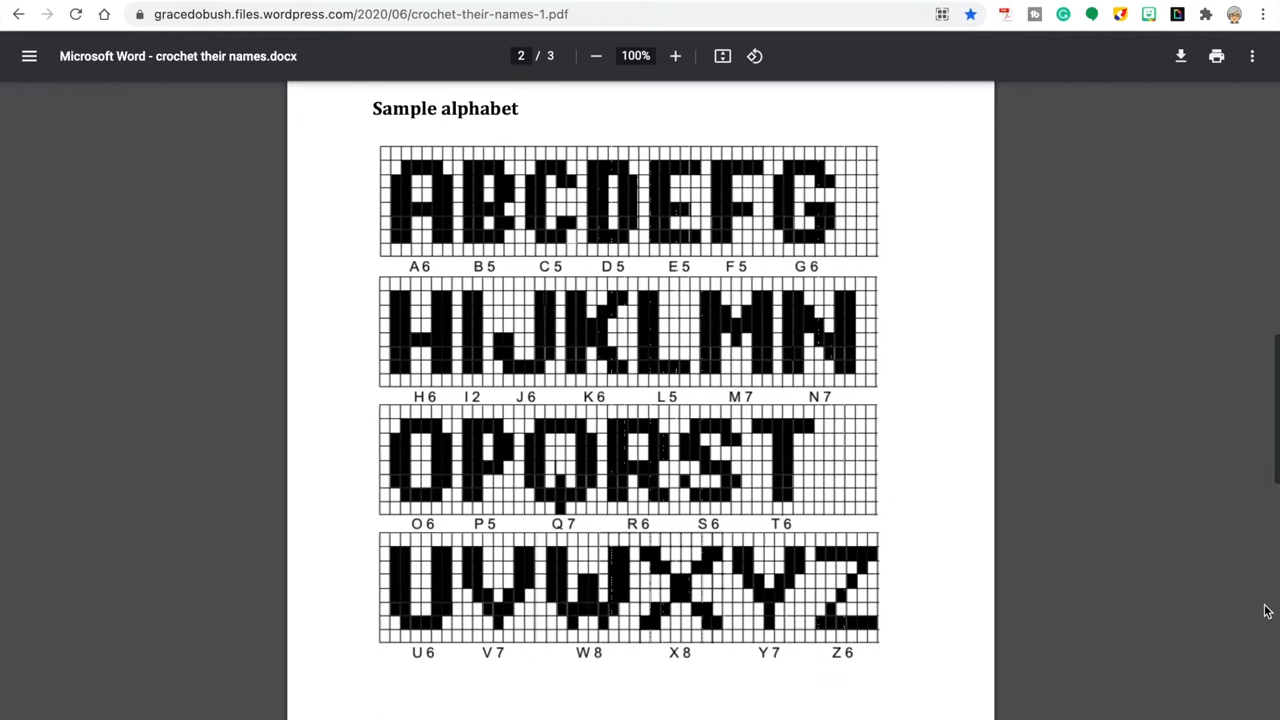 gracedobush.files.wordpress.com/2020/06/crochet-their-names-1.pdf
Microsoft Word - crochet their names.docx
2 / 3
100%
Sample alphabet
ABCDEFG
A 6 B 5 C 5 D 5 E 5 F 5 G 6
HIJKLMN
H 6 I 2 J 6 K 6 L 5 M 7 N 7
OPQRST
O 6 P 5 Q 7 R 6 S 6 T 6
UVWXYZ
U 6 V 7 W 8 X 8 Y 7 Z 6